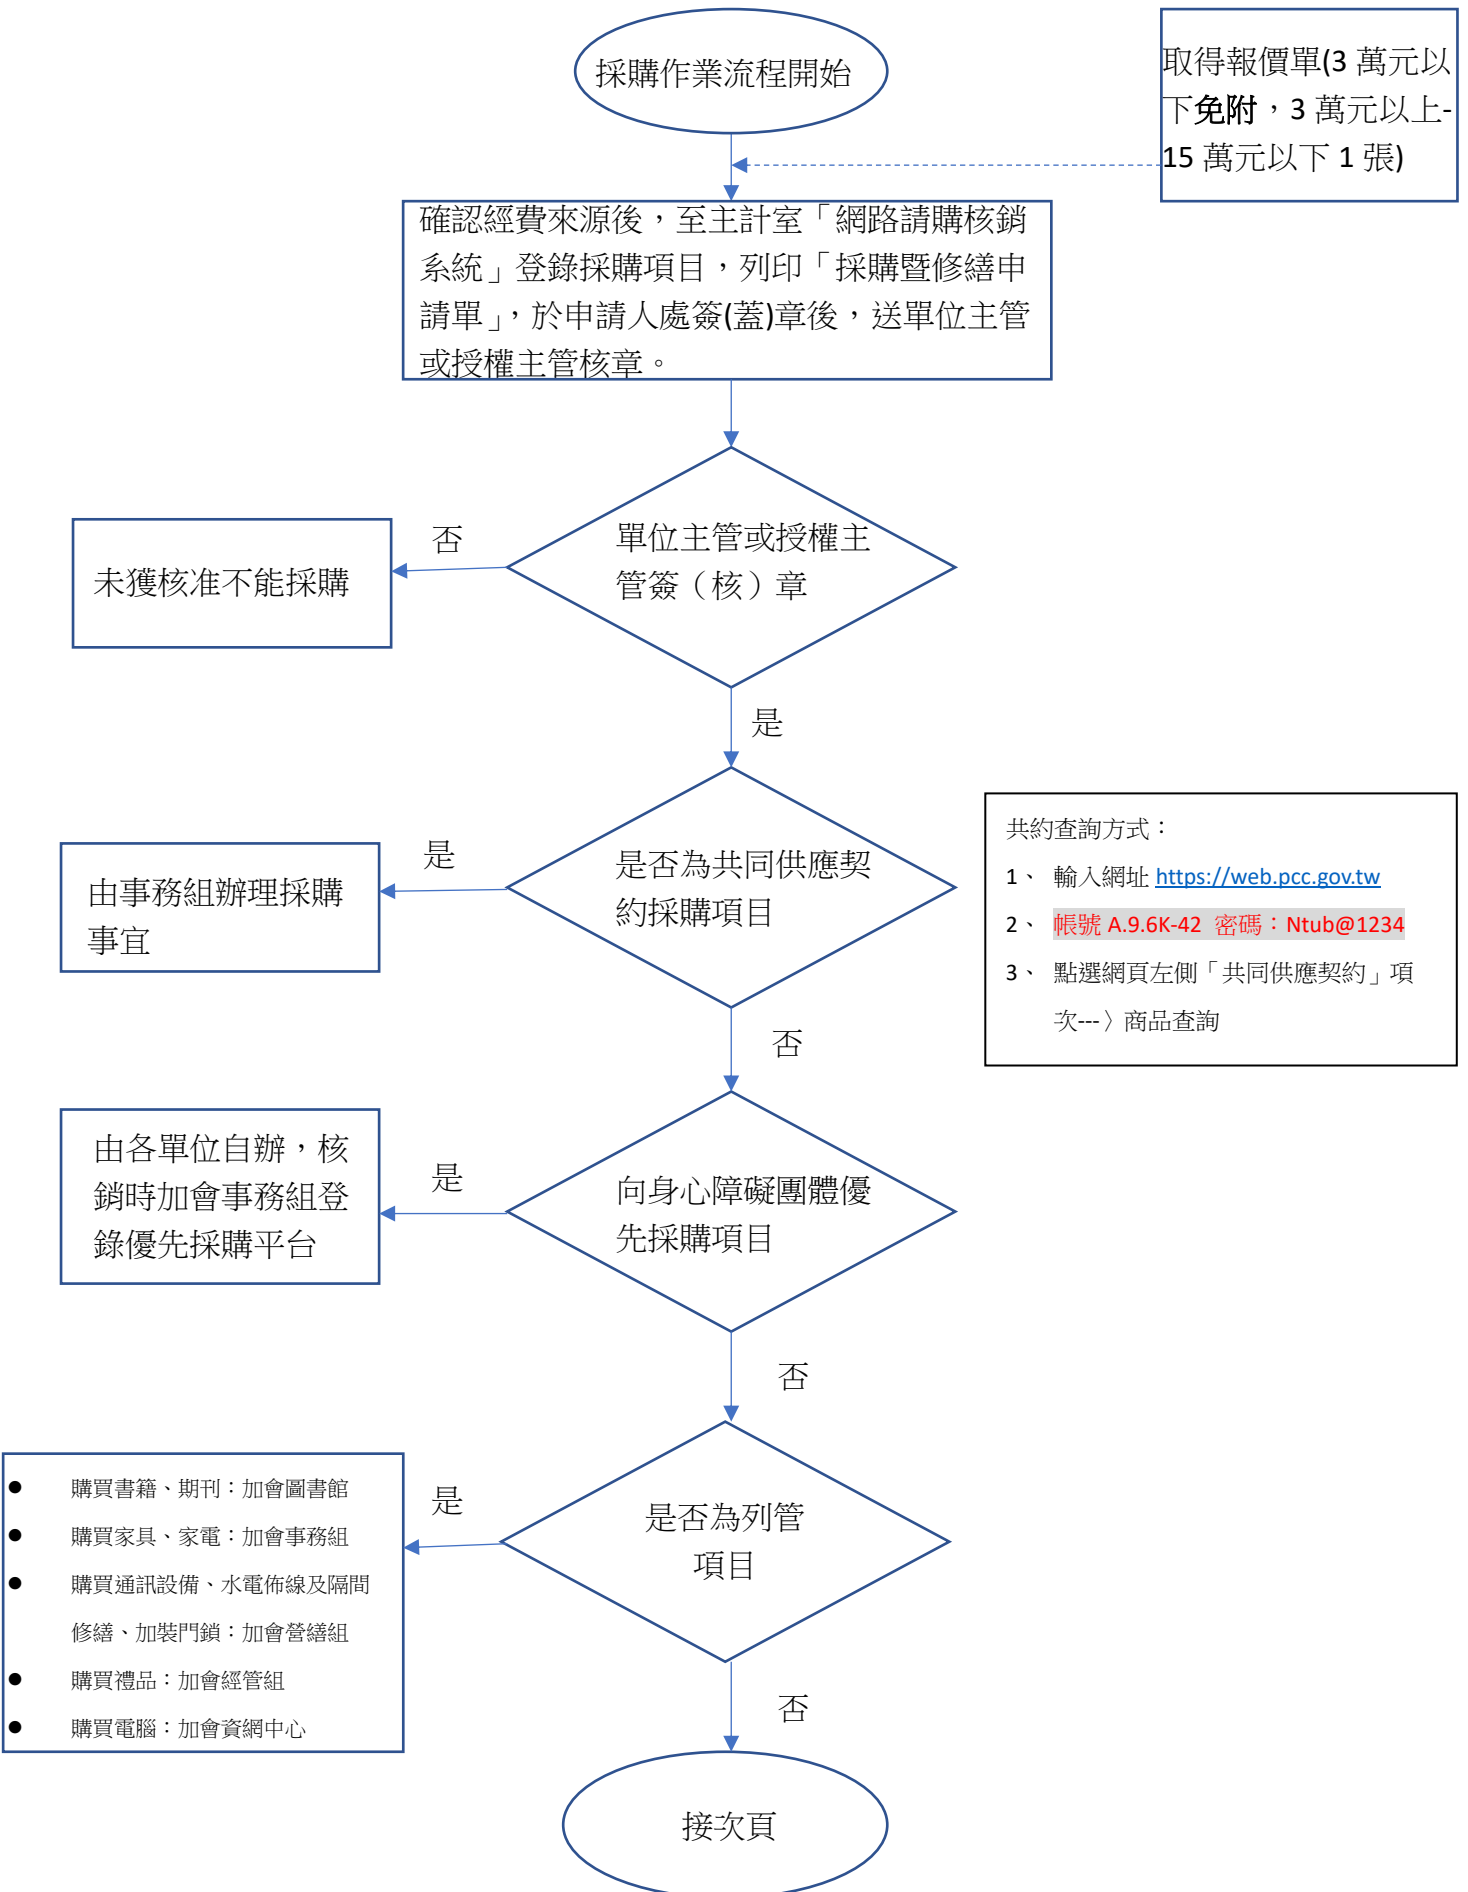 採購作業流程開始
取得報價單(3 萬元以
下免附，3 萬元以上-
15 萬元以下 1 張)
確認經費來源後，至主計室「網路請購核銷
系統」登錄採購項目，列印「採購暨修繕申
請單」，於申請人處簽(蓋)章後，送單位主管
或授權主管核章。
單位主管或授權主
管簽（核）章
否
未獲核准不能採購
是
是否為共同供應契
約採購項目
是
由事務組辦理採購
事宜
共約查詢方式：
1、 輸入網址 https://web.pcc.gov.tw
2、 帳號 A.9.6K-42 密碼：Ntub@1234
3、 點選網頁左側「共同供應契約」項
次---〉商品查詢
否
向身心障礙團體優
先採購項目
是
由各單位自辦，核
銷時加會事務組登
錄優先採購平台
否
是否為列管
項目
是
● 購買書籍、期刊：加會圖書館
● 購買家具、家電：加會事務組
● 購買通訊設備、水電佈線及隔間
修繕、加裝門鎖：加會營繕組
● 購買禮品：加會經管組
● 購買電腦：加會資網中心
否
接次頁